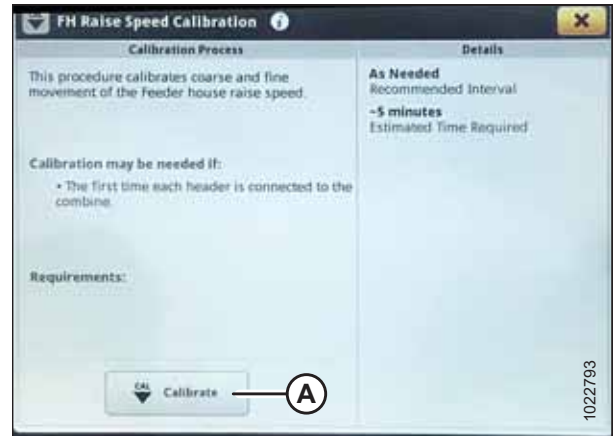 FH Raise Speed Calibration i
Calibration Process
Details
This procedure calibrates coarse and fine
movement of the Feeder house raise speed.
Calibration may be needed if:
• The first time each header is connected to the
combine.
Requirements:
CAL Calibrate
A
As Needed
Recommended Interval
~5 minutes
Estimated Time Required
1022793